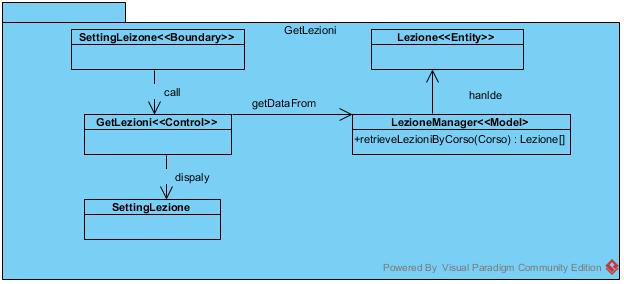 GetLezioni
SettingLeizone<<Boundary>>
Lezione<<Entity>>
call
hanlde
getDataFrom
GetLezioni<<Control>>
LezioneManager<<Model>
+retrieveLezioniByCorso(Corso) : Lezione[]
dispaly
SettingLezione
Powered By Visual Paradigm Community Edition